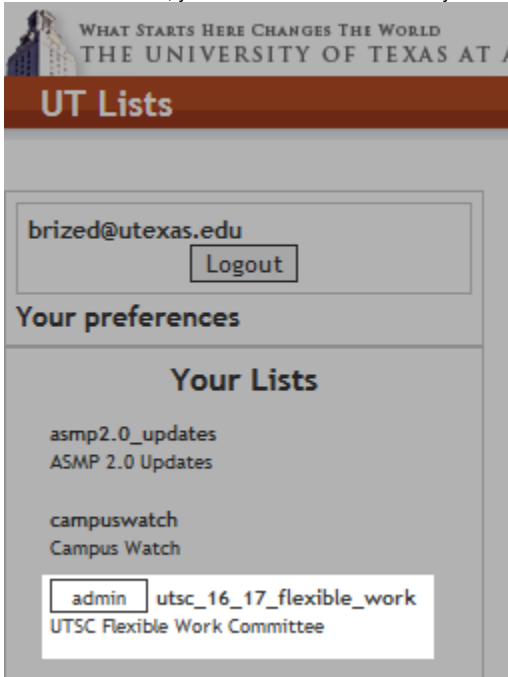 WHAT STARTS HERE CHANGES THE WORLD
THE UNIVERSITY OF TEXAS AT
UT Lists
brized@utexas.edu
Logout
Your preferences
Your Lists
asmp2.0_updates
ASMP 2.0 Updates
campuswatch
Campus Watch
admin utsc_16_17_flexible_work
UTSC Flexible Work Committee